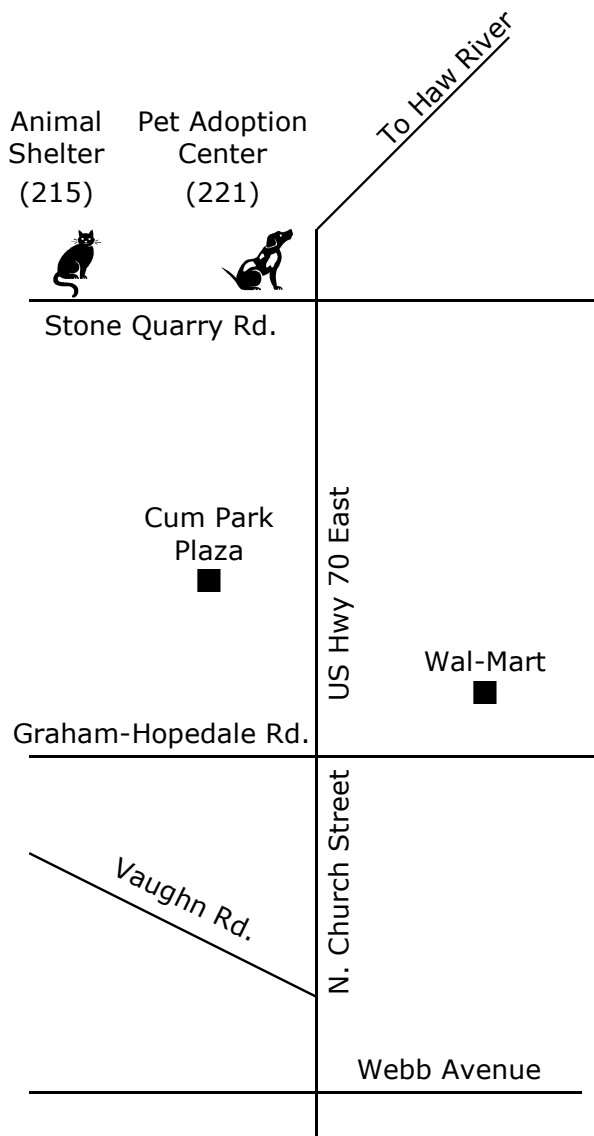 To Haw River
Animal
Shelter
(215)
Pet Adoption
Center
(221)
Stone Quarry Rd.
Cum Park
Plaza
US Hwy 70 East
Wal-Mart
Graham-Hopedale Rd.
N. Church Street
Vaughn Rd.
Webb Avenue